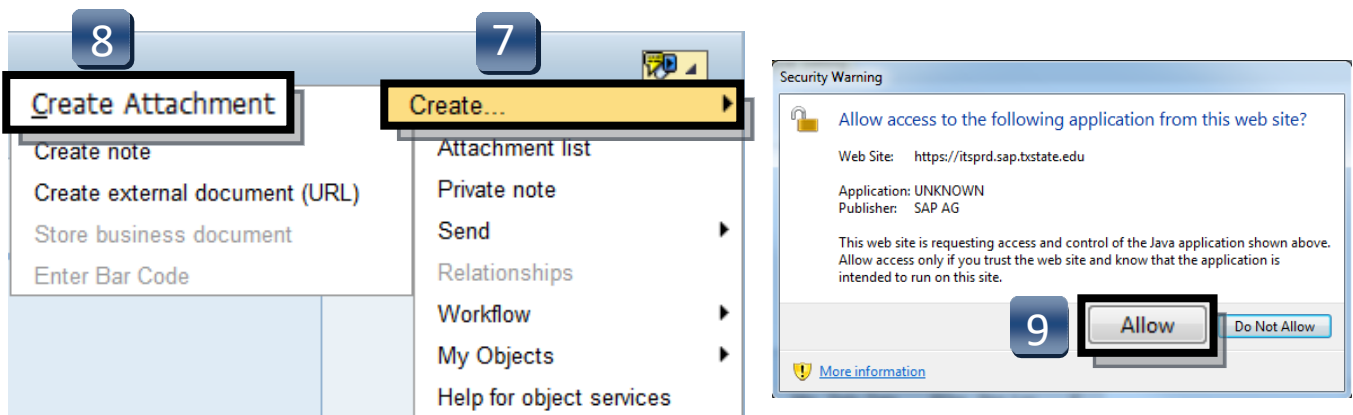 8
Create Attachment
Create note
Create external document (URL)
Store business document
Enter Bar Code
7
Create...
Attachment list
Private note
Send
Relationships
Workflow
My Objects
Help for object services
Security Warning
Allow access to the following application from this web site?
Web Site: https://itsprd.sap.txstate.edu
Application: UNKNOWN
Publisher: SAP AG
This web site is requesting access and control of the Java application shown above.
Allow access only if you trust the web site and know that the application is
intended to run on this site.
9
Allow
Do Not Allow
More information